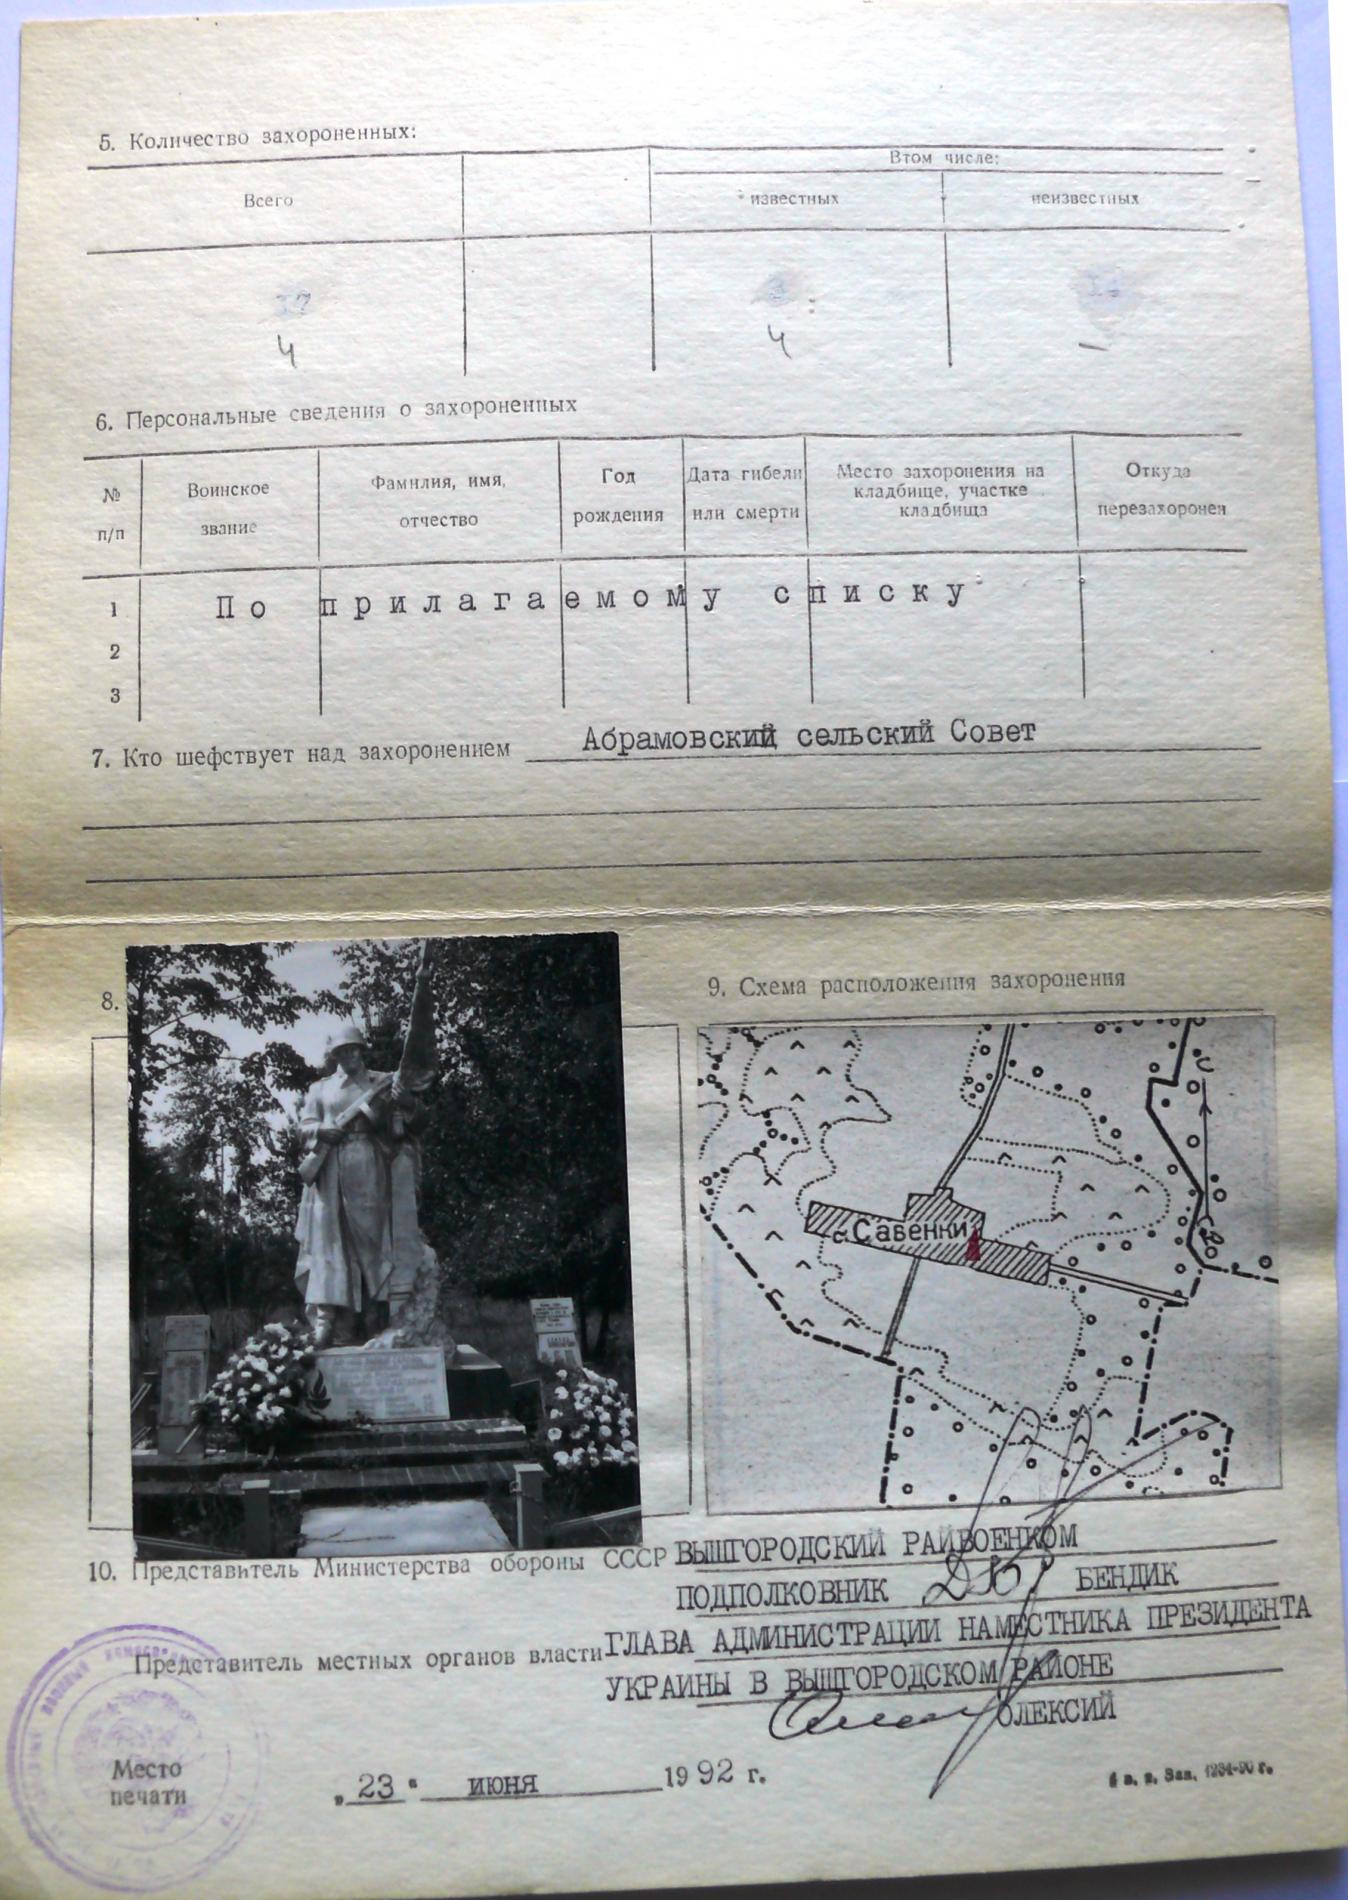 5. Количество захороненных:
Всего
Втом числе:
известных
неизвестных
17
4
4
–
6. Персональные сведения о захороненных
№ п/п
Воинское звание
Фамилия, имя, отчество
Год рождения
Дата гибели или смерти
Место захоронения на кладбище, участке кладбища
Откуда перезахоронен
1 По прилагаемому списку
2
3
7. Кто шефствует над захоронением Абрамовский сельский Совет
8.
9. Схема расположения захоронения
С
Савенки
Ю
10. Представитель Министерства обороны СССР ВЫШГОРОДСКИЙ РАЙВОЕНКОМ
ПОДПОЛКОВНИК БЕНДИК
Представитель местных органов власти ГЛАВА АДМИНИСТРАЦИИ НАМЕСТНИКА ПРЕЗИДЕНТА
УКРАИНЫ В ВЫШГОРОДСКОМ РАЙОНЕ
ОЛЕКСИЙ
Место
печати
„23" июня 1992 г.